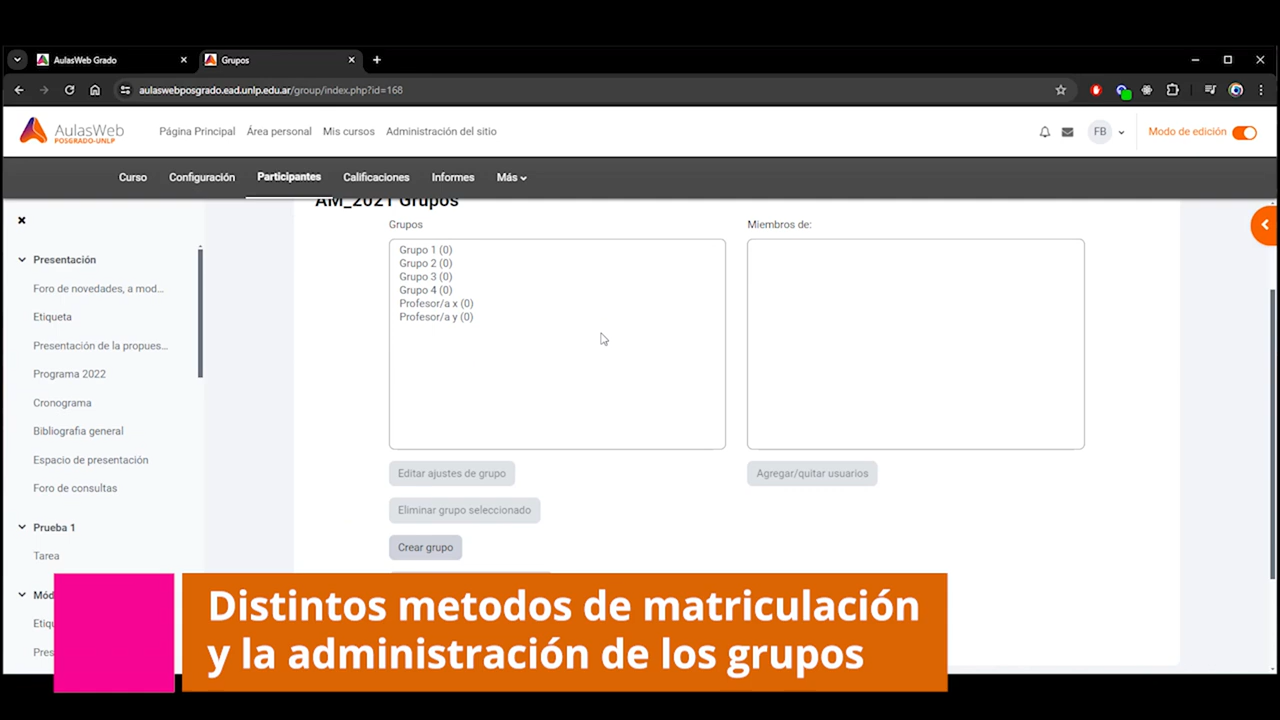 AulasWeb Grado
Grupos
aulaswebposgrado.ead.unlp.edu.ar/group/index.php?id=168
AulasWeb
POSGRADO-UNLP
Página Principal
Área personal
Mis cursos
Administración del sitio
FB
Modo de edición
Curso
Configuración
Participantes
Calificaciones
Informes
Más
AM_2021 Grupos
Presentación
Foro de novedades, a mod...
Etiqueta
Presentación de la propues...
Programa 2022
Cronograma
Bibliografia general
Espacio de presentación
Foro de consultas
Prueba 1
Tarea
Mód
Etiqu
Pres
Grupos
Grupo 1 (0)
Grupo 2 (0)
Grupo 3 (0)
Grupo 4 (0)
Profesor/a x (0)
Profesor/a y (0)
Editar ajustes de grupo
Eliminar grupo seleccionado
Crear grupo
Miembros de:
Agregar/quitar usuarios
Distintos metodos de matriculación
y la administración de los grupos